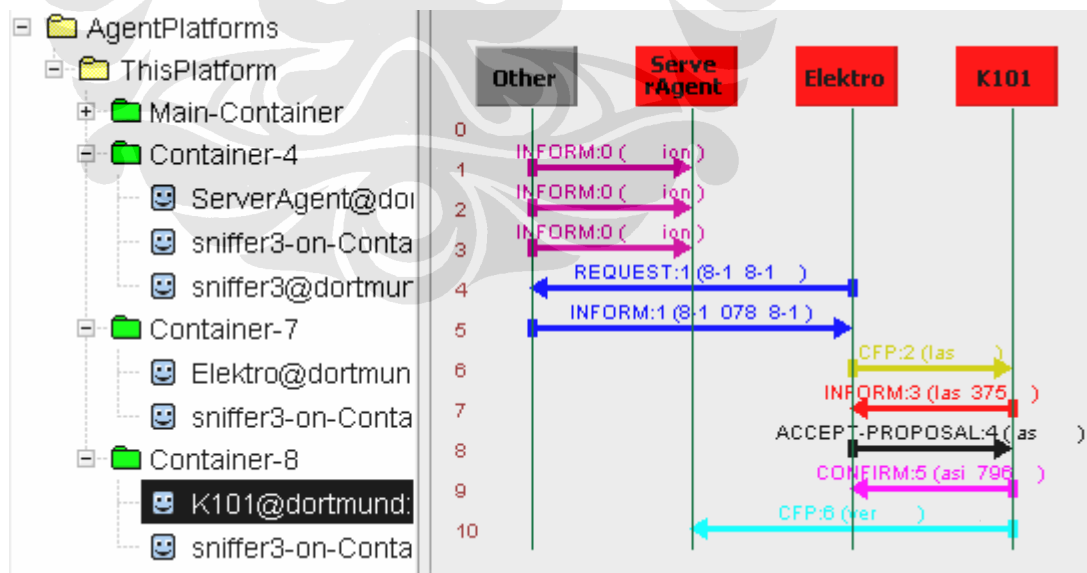 AgentPlatforms
ThisPlatform
Main-Container
Container-4
ServerAgent@dor
sniffer3-on-Conta
sniffer3@dortmur
Container-7
Elektro@dortmun
sniffer3-on-Conta
Container-8
K101@dortmund:
sniffer3-on-Conta
Other
Serve
rAgent
Elektro
K101
0
INFORM:0 ( ion )
1
INFORM:0 ( ion )
2
INFORM:0 ( ion )
3
REQUEST:1 (8-1 8-1 )
4
INFORM:1 (8-1 078 8-1 )
5
CFP:2 (las )
6
INFORM:3 (las 375 )
7
ACCEPT-PROPOSAL:4 ( as )
8
CONFIRM:5 (asi 796 )
9
CFP:6 (ver )
10